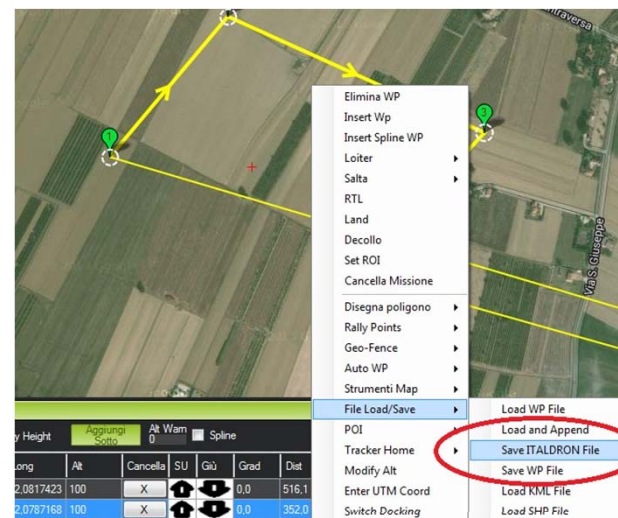 ntraversa
1
3
Via S. Giuseppe
Elimina WP
Insert Wp
Insert Spline WP
Loiter
Salta
RTL
Land
Decollo
Set ROI
Cancella Missione
Disegna poligono
Rally Points
Geo-Fence
Auto WP
Strumenti Map
File Load/Save
POI
Tracker Home
Modify Alt
Enter UTM Coord
Switch Docking
Load WP File
Load and Append
Save ITALDRON File
Save WP File
Load KML File
Load SHP File
y Height
Aggiungi Sotto
Alt Warn
0
Spline
Long Alt Cancella SU Giù Grad Dist
2,0817423 100 X 0,0 516,1
2,0787168 100 X 0,0 352,0